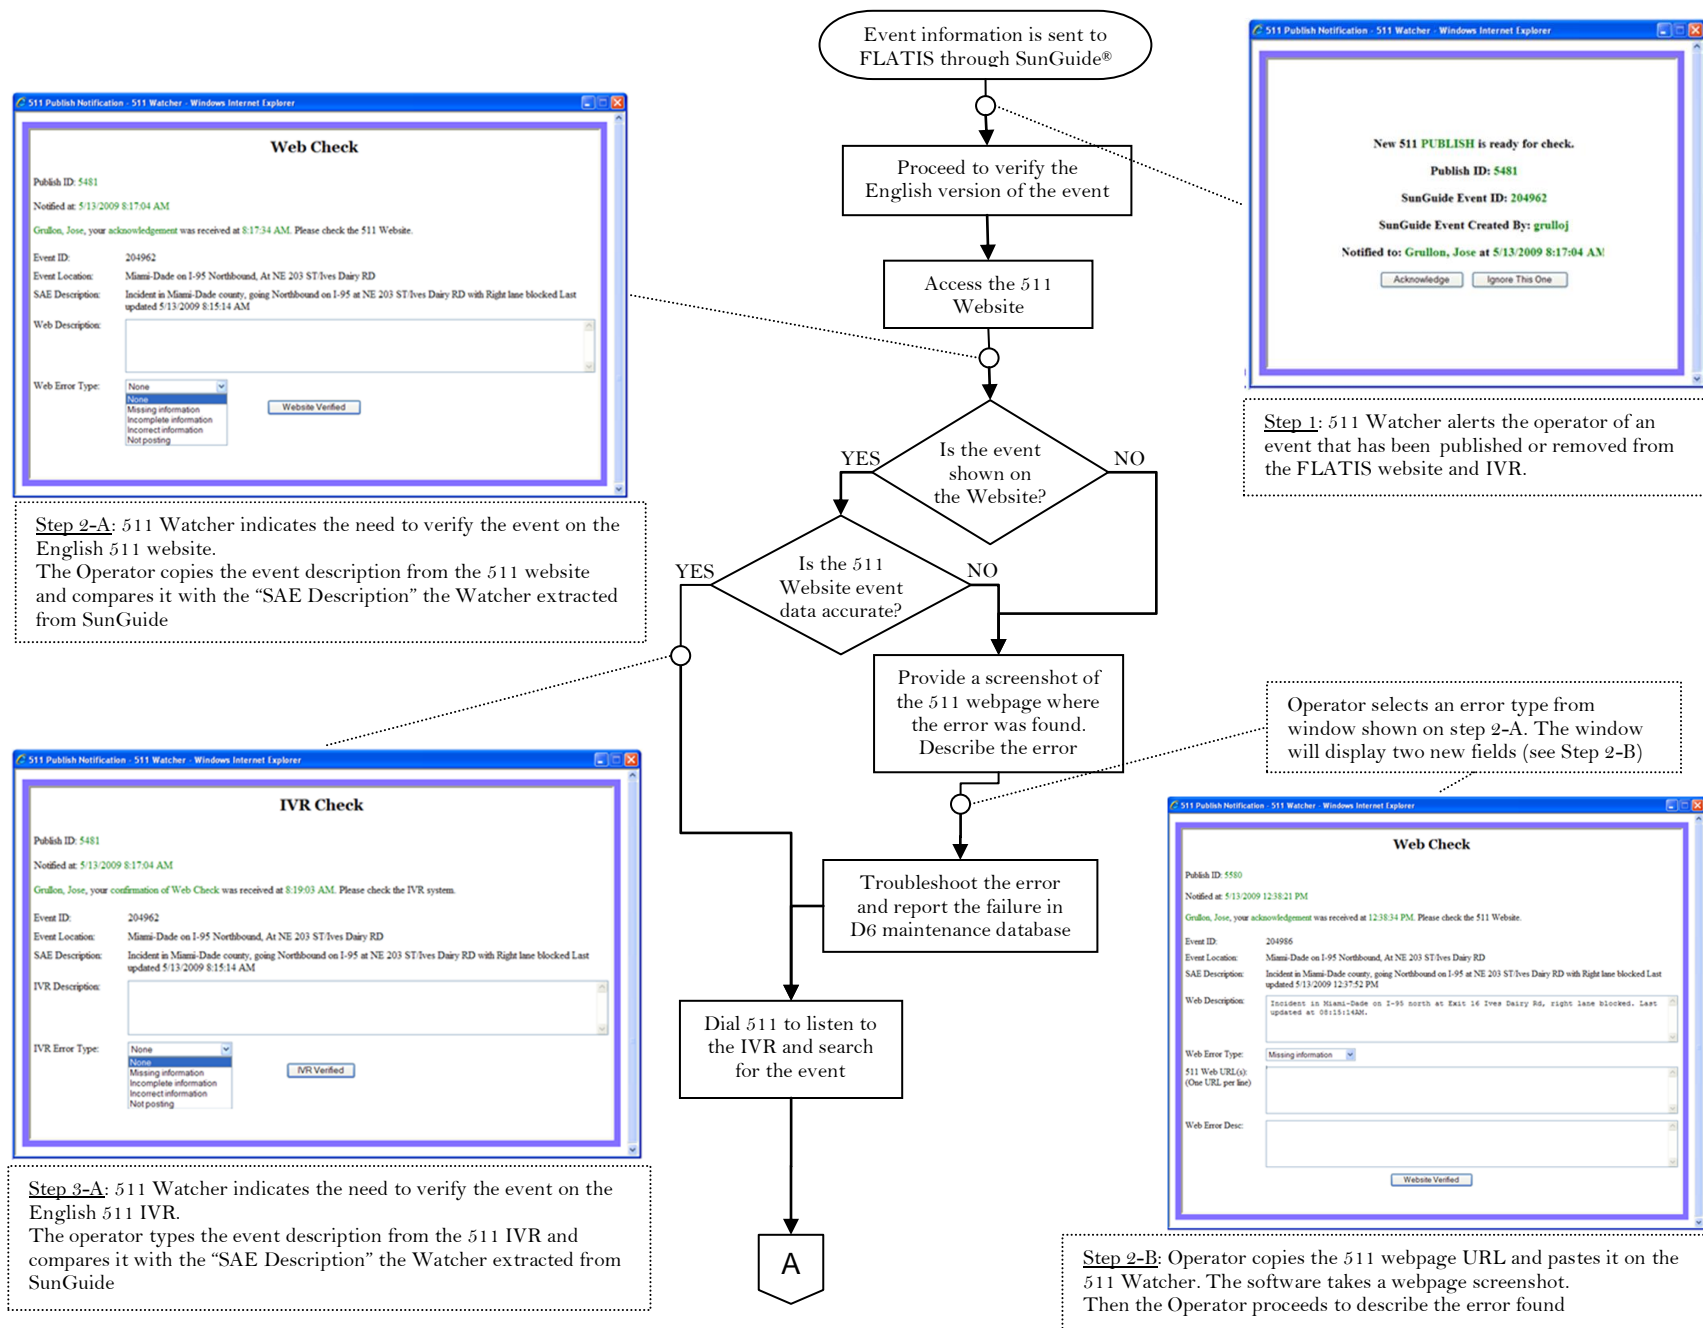 Event information is sent to
FLATIS through SunGuide®
Proceed to verify the
English version of the event
Access the 511
Website
Is the event
shown on
the Website?
YES
NO
Is the 511
Website event
data accurate?
YES
NO
Provide a screenshot of
the 511 webpage where
the error was found.
Describe the error
Troubleshoot the error
and report the failure in
D6 maintenance database
Dial 511 to listen to
the IVR and search
for the event
A
511 Publish Notification - 511 Watcher - Windows Internet Explorer
New 511 PUBLISH is ready for check.
Publish ID: 5481
SunGuide Event ID: 204962
SunGuide Event Created By: grulloj
Notified to: Grullon, Jose at 5/13/2009 8:17:04 AM
Acknowledge
Ignore This One
Step 1: 511 Watcher alerts the operator of an
event that has been published or removed from
the FLATIS website and IVR.
511 Publish Notification - 511 Watcher - Windows Internet Explorer
Web Check
Publish ID: 5481
Notified at: 5/13/2009 8:17:04 AM
Grullon, Jose, your acknowledgement was received at 8:17:34 AM. Please check the 511 Website.
Event ID: 204962
Event Location: Miami-Dade on I-95 Northbound, At NE 203 ST/Ives Dairy RD
SAE Description: Incident in Miami-Dade county, going Northbound on I-95 at NE 203 ST/Ives Dairy RD with Right lane blocked Last
updated 5/13/2009 8:15:14 AM
Web Description:
Web Error Type: None
None
Missing information
Incomplete information
Incorrect information
Not posting
Website Verified
Step 2-A: 511 Watcher indicates the need to verify the event on the
English 511 website.
The Operator copies the event description from the 511 website
and compares it with the “SAE Description” the Watcher extracted
from SunGuide
511 Publish Notification - 511 Watcher - Windows Internet Explorer
IVR Check
Publish ID: 5481
Notified at: 5/13/2009 8:17:04 AM
Grullon, Jose, your confirmation of Web Check was received at 8:19:03 AM. Please check the IVR system.
Event ID: 204962
Event Location: Miami-Dade on I-95 Northbound, At NE 203 ST/Ives Dairy RD
SAE Description: Incident in Miami-Dade county, going Northbound on I-95 at NE 203 ST/Ives Dairy RD with Right lane blocked Last
updated 5/13/2009 8:15:14 AM
IVR Description:
IVR Error Type: None
None
Missing information
Incomplete information
Incorrect information
Not posting
IVR Verified
Step 3-A: 511 Watcher indicates the need to verify the event on the
English 511 IVR.
The operator types the event description from the 511 IVR and
compares it with the “SAE Description” the Watcher extracted from
SunGuide
Operator selects an error type from
window shown on step 2-A. The window
will display two new fields (see Step 2-B)
511 Publish Notification - 511 Watcher - Windows Internet Explorer
Web Check
Publish ID: 5580
Notified at: 5/13/2009 12:38:21 PM
Grullon, Jose, your acknowledgement was received at 12:38:34 PM. Please check the 511 Website.
Event ID: 204986
Event Location: Miami-Dade on I-95 Northbound, At NE 203 ST/Ives Dairy RD
SAE Description: Incident in Miami-Dade county, going Northbound on I-95 at NE 203 ST/Ives Dairy RD with Right lane blocked Last
updated 5/13/2009 12:37:52 PM
Web Description: Incident in Miami-Dade on I-95 north at Exit 16 Ives Dairy Rd, right lane blocked. Last
updated at 08:15:14AM.
Web Error Type: Missing information
511 Web URL(s):
(One URL per line)
Web Error Desc:
Website Verified
Step 2-B: Operator copies the 511 webpage URL and pastes it on the
511 Watcher. The software takes a webpage screenshot.
Then the Operator proceeds to describe the error found